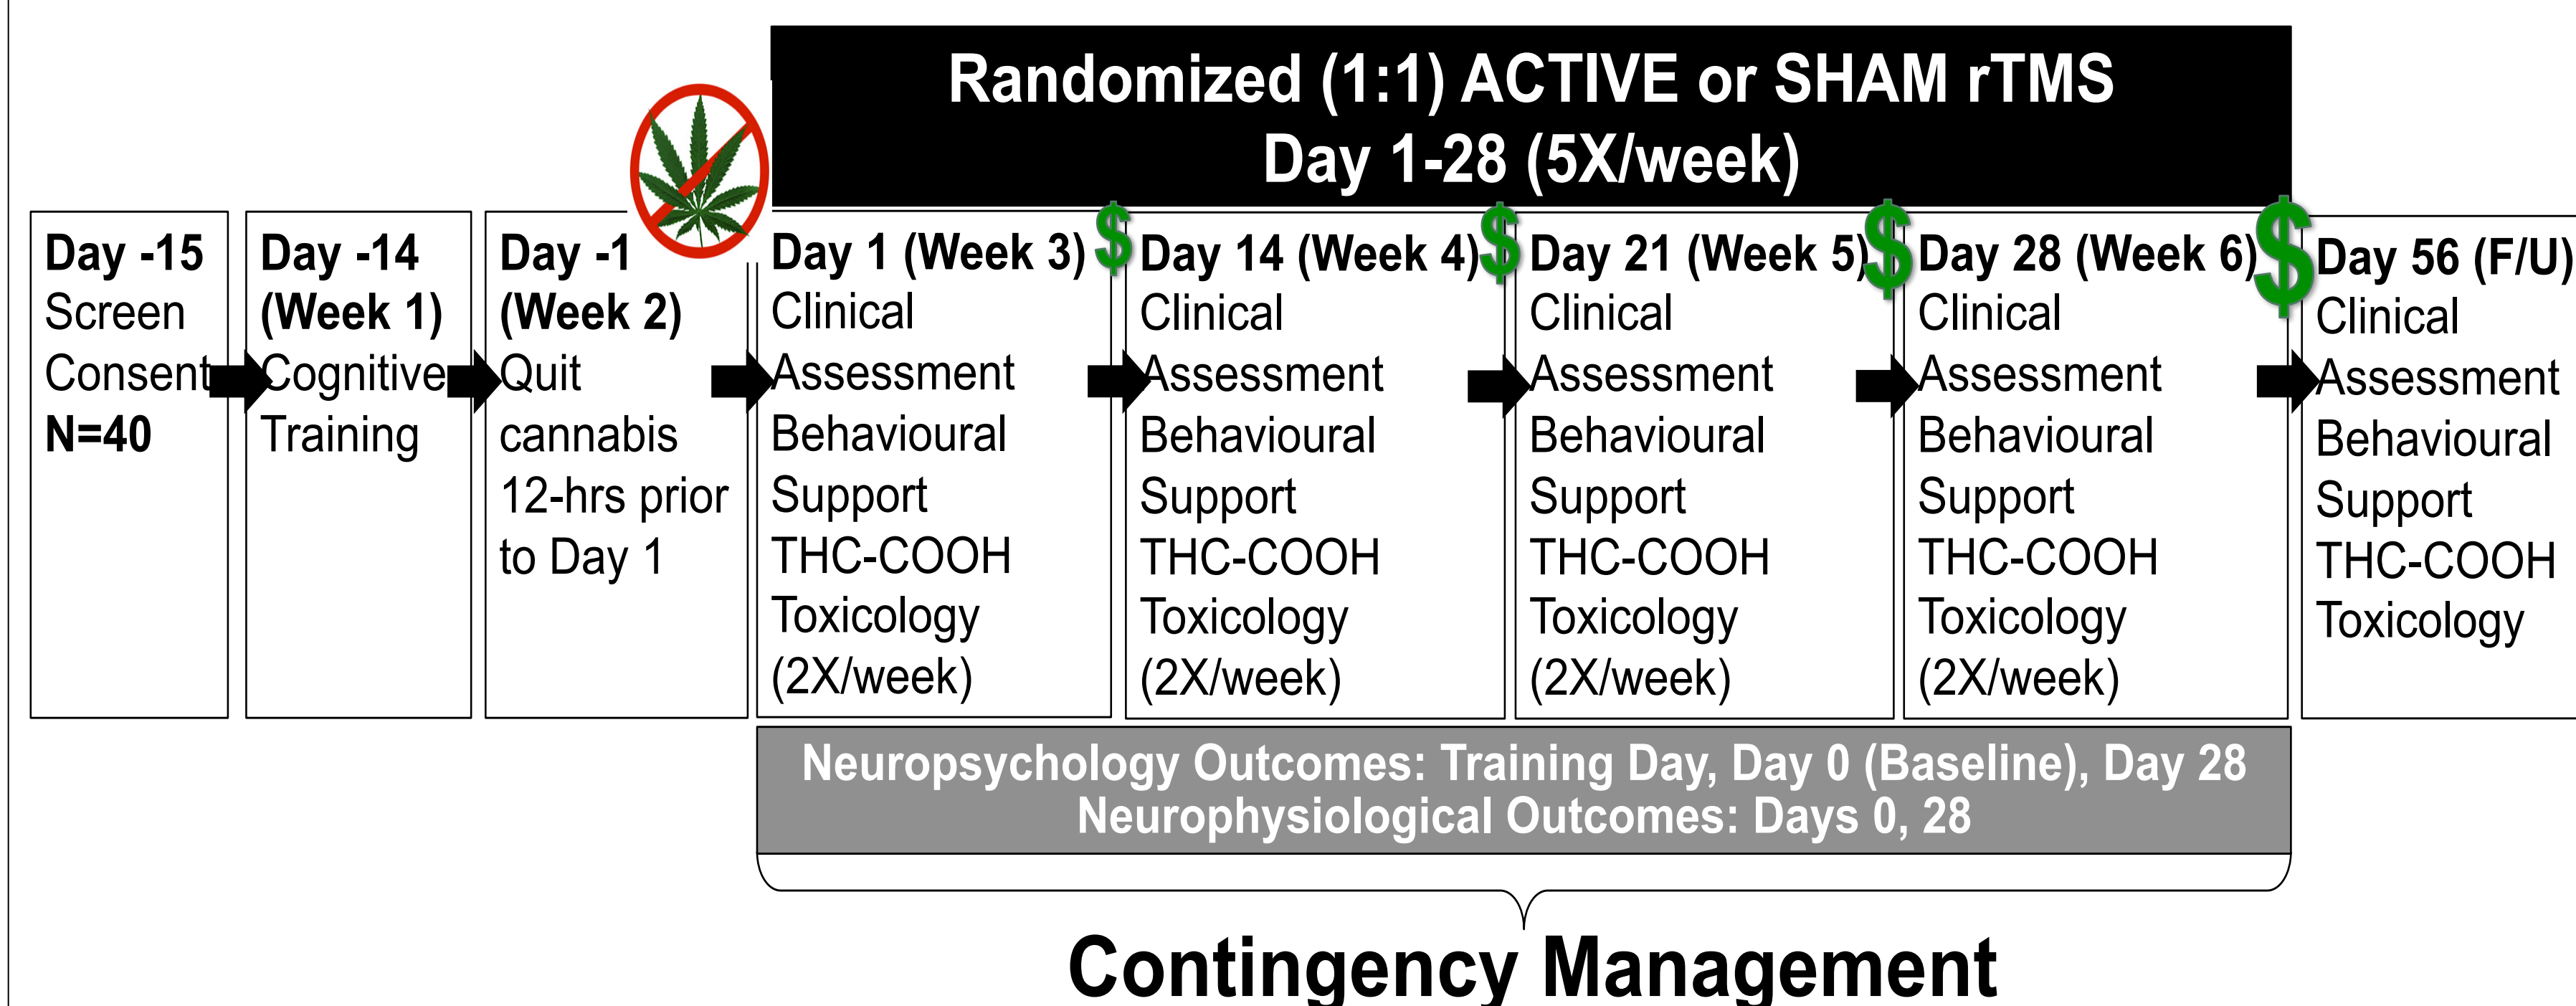 Randomized (1:1) ACTIVE or SHAM rTMS
Day 1-28 (5X/week)
Day -15
Screen
Consent
N=40
Day -14
(Week 1)
Cognitive
Training
Day -1
(Week 2)
Quit
cannabis
12-hrs prior
to Day 1
Day 1 (Week 3)
Clinical
Assessment
Behavioural
Support
THC-COOH
Toxicology
(2X/week)
$
Day 14 (Week 4)
Clinical
Assessment
Behavioural
Support
THC-COOH
Toxicology
(2X/week)
$
Day 21 (Week 5)
Clinical
Assessment
Behavioural
Support
THC-COOH
Toxicology
(2X/week)
$
Day 28 (Week 6)
Clinical
Assessment
Behavioural
Support
THC-COOH
Toxicology
(2X/week)
$
Day 56 (F/U)
Clinical
Assessment
Behavioural
Support
THC-COOH
Toxicology
Neuropsychology Outcomes: Training Day, Day 0 (Baseline), Day 28
Neurophysiological Outcomes: Days 0, 28
Contingency Management